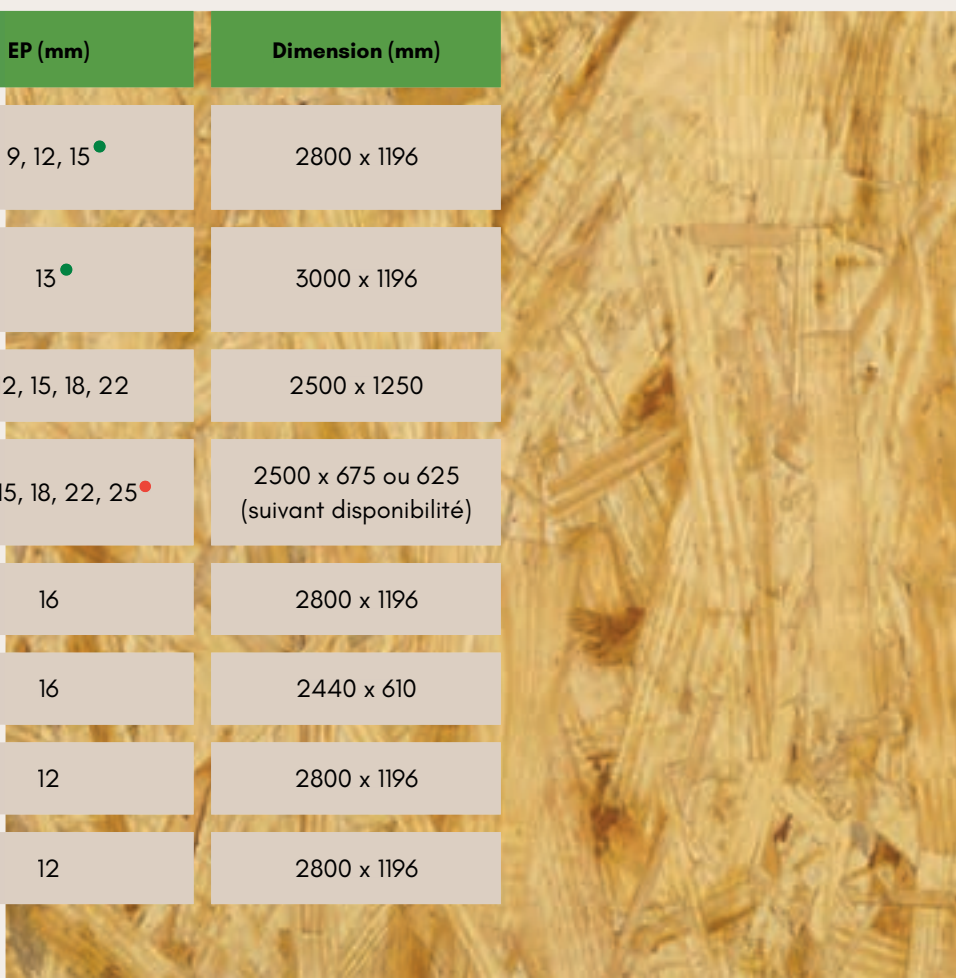 EP (mm) Dimension (mm)
9, 12, 15 2800 x 1196
13 3000 x 1196
2, 15, 18, 22 2500 x 1250
15, 18, 22, 25 2500 x 675 ou 625
(suivant disponibilité)
16 2800 x 1196
16 2440 x 610
12 2800 x 1196
12 2800 x 1196